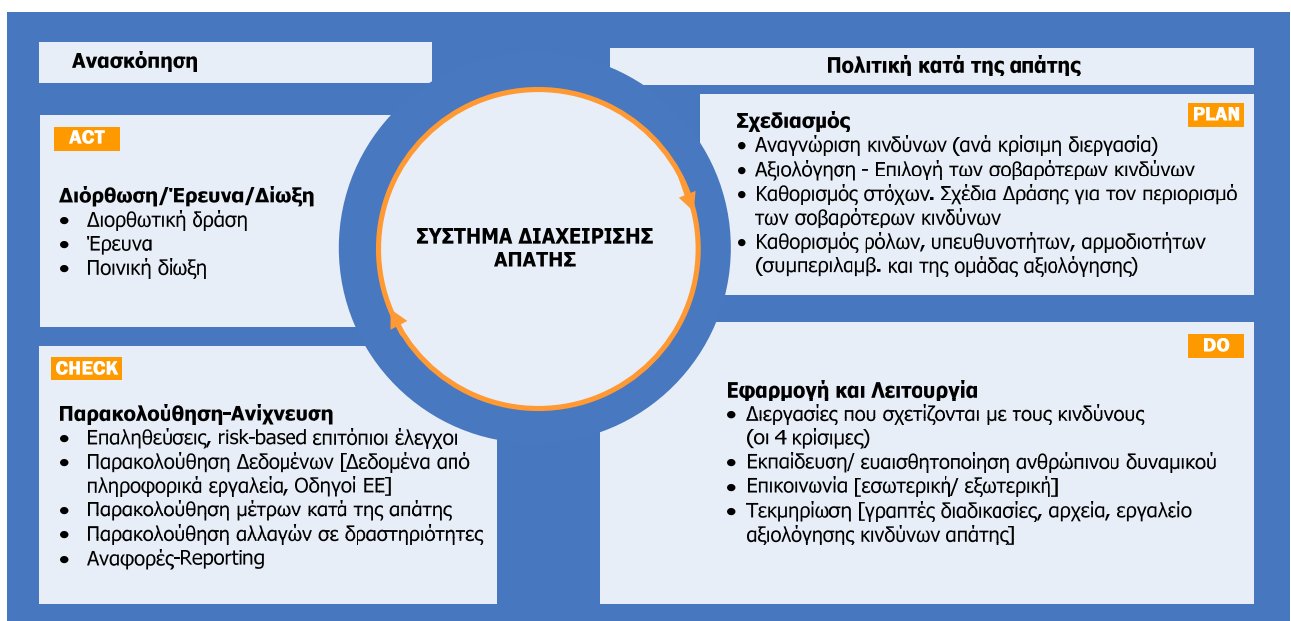 Ανασκόπηση
Πολιτική κατά της απάτης
ACT
Διόρθωση/Έρευνα/Δίωξη
• Διορθωτική δράση
• Έρευνα
• Ποινική δίωξη
ΣΥΣΤΗΜΑ ΔΙΑΧΕΙΡΙΣΗΣ
ΑΠΑΤΗΣ
PLAN
Σχεδιασμός
• Αναγνώριση κινδύνων (ανά κρίσιμη διεργασία)
• Αξιολόγηση - Επιλογή των σοβαρότερων κινδύνων
• Καθορισμός στόχων. Σχέδια Δράσης για τον περιορισμό
των σοβαρότερων κινδύνων
• Καθορισμός ρόλων, υπευθυνοτήτων, αρμοδιοτήτων
(συμπεριλαμβ. και της ομάδας αξιολόγησης)
CHECK
Παρακολούθηση-Ανίχνευση
• Επαληθεύσεις, risk-based επιτόπιοι έλεγχοι
• Παρακολούθηση Δεδομένων [Δεδομένα από
πληροφορικά εργαλεία, Οδηγοί ΕΕ]
• Παρακολούθηση μέτρων κατά της απάτης
• Παρακολούθηση αλλαγών σε δραστηριότητες
• Αναφορές-Reporting
DO
Εφαρμογή και Λειτουργία
• Διεργασίες που σχετίζονται με τους κινδύνους
(οι 4 κρίσιμες)
• Εκπαίδευση/ ευαισθητοποίηση ανθρώπινου δυναμικού
• Επικοινωνία [εσωτερική/ εξωτερική]
• Τεκμηρίωση [γραπτές διαδικασίες, αρχεία, εργαλείο
αξιολόγησης κινδύνων απάτης]